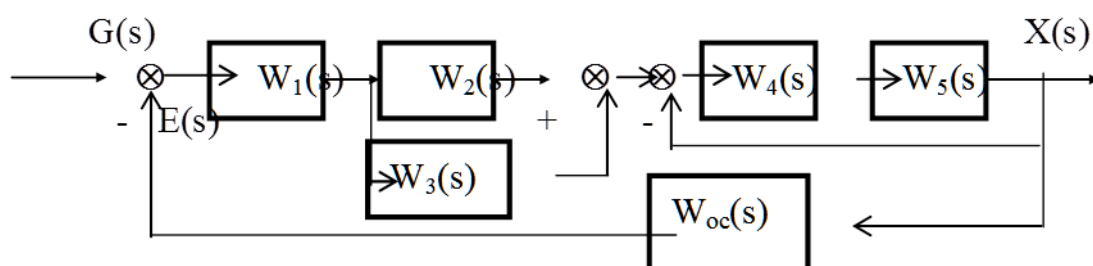 G(s)
X(s)
W₁(s)
W₂(s)
W₄(s)
W₅(s)
-
E(s)
+
-
W₃(s)
Wₒc(s)